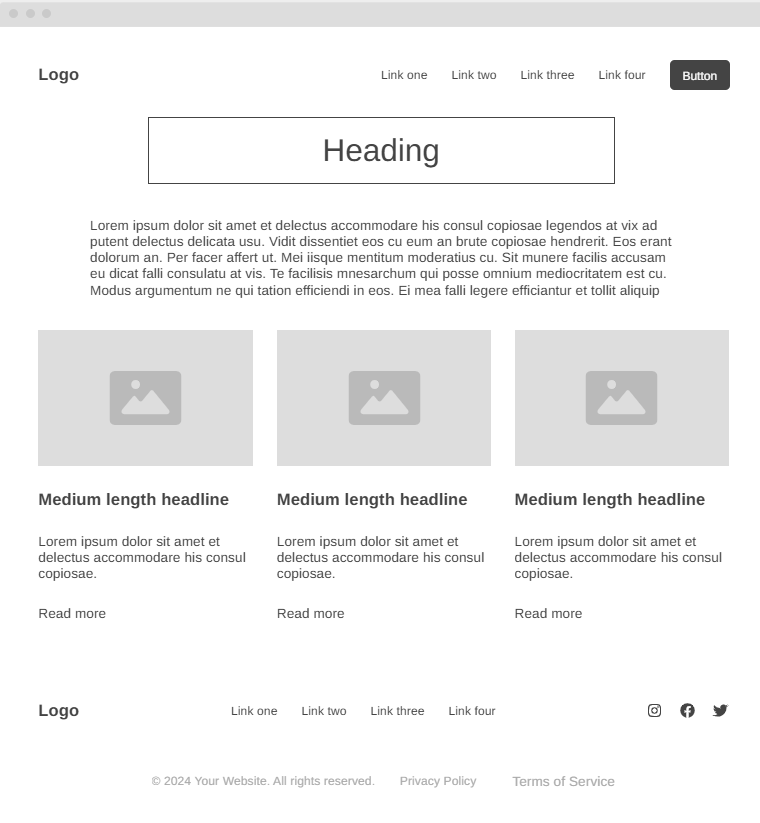 Logo
Link one Link two Link three Link four Button
Heading
Lorem ipsum dolor sit amet et delectus accommodare his consul copiosae legendos at vix ad
putent delectus delicata usu. Vidit dissentiet eos cu eum an brute copiosae hendrerit. Eos erant
dolorum an. Per facer affert ut. Mei iisque mentitum moderatius cu. Sit munere facilis accusam
eu dicat falli consulatu at vis. Te facilisis mnesarchum qui posse omnium mediocritatem est cu.
Modus argumentum ne qui tation efficiendi in eos. Ei mea falli legere efficiantur et tollit aliquip
Medium length headline
Lorem ipsum dolor sit amet et
delectus accommodare his consul
copiosae.
Read more
Medium length headline
Lorem ipsum dolor sit amet et
delectus accommodare his consul
copiosae.
Read more
Medium length headline
Lorem ipsum dolor sit amet et
delectus accommodare his consul
copiosae.
Read more
Logo
Link one Link two Link three Link four
© 2024 Your Website. All rights reserved. Privacy Policy Terms of Service